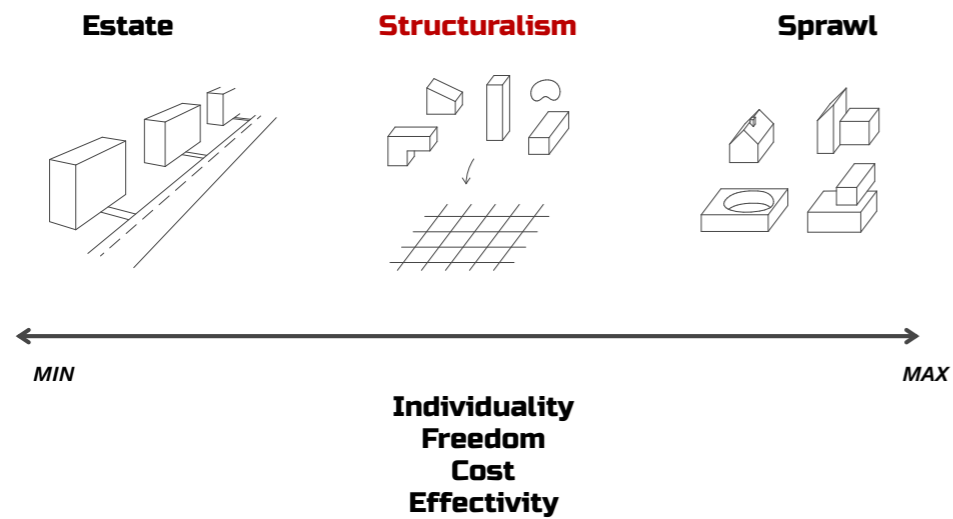 Estate
Structuralism
Sprawl
MIN
MAX
Individuality
Freedom
Cost
Effectivity